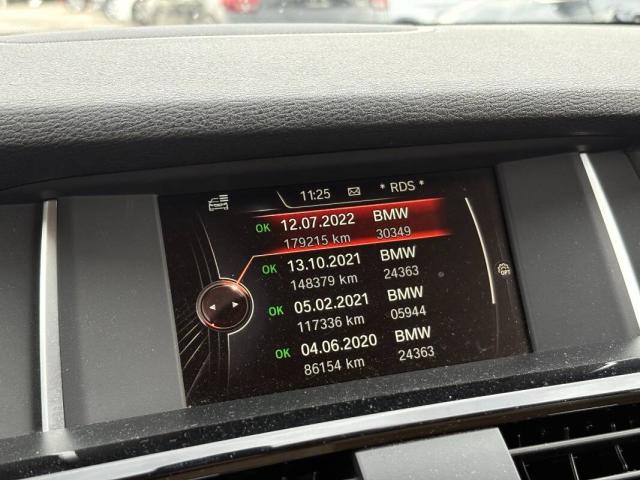 11:25 * RDS *
OK 12.07.2022 BMW
179215 km 30349
OK 13.10.2021 BMW
148379 km 24363
OK 05.02.2021 BMW
117336 km 05944
OK 04.06.2020 BMW
86154 km 24363
OPT